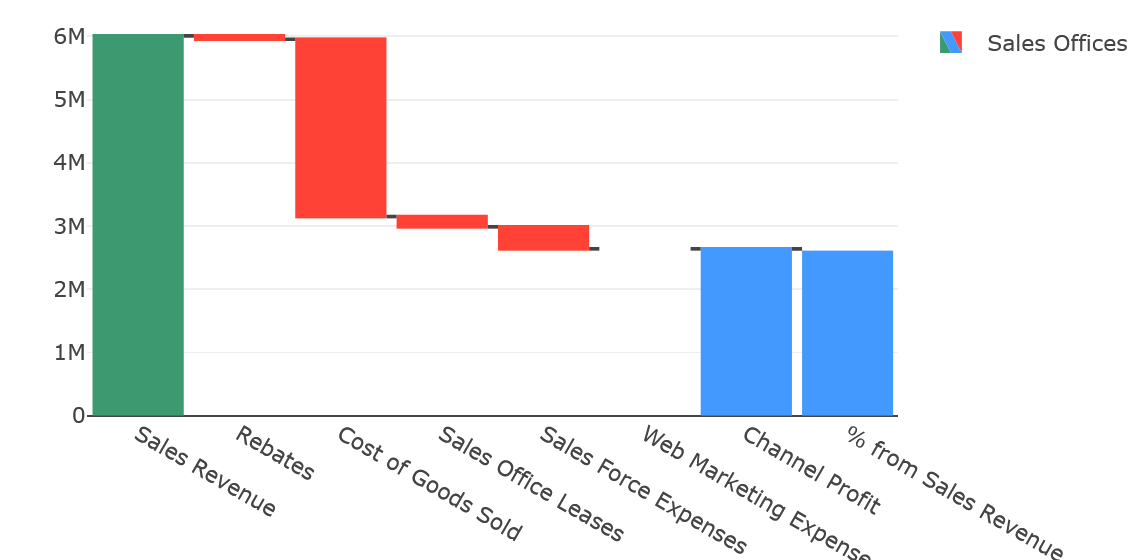 6M
5M
4M
3M
2M
1M
0
Sales Revenue
Rebates
Cost of Goods Sold
Sales Office Leases
Sales Force Expenses
Web Marketing Expense
Channel Profit
% from Sales Revenue
Sales Offices